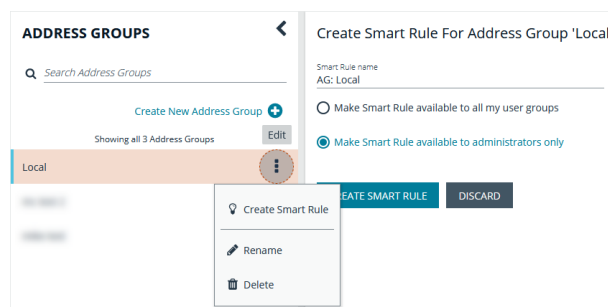 ADDRESS GROUPS
Search Address Groups
Create New Address Group
Showing all 3 Address Groups
Edit
Local
Create Smart Rule
Rename
Delete
Create Smart Rule For Address Group 'Local
Smart Rule name
AG: Local
Make Smart Rule available to all my user groups
Make Smart Rule available to administrators only
EATE SMART RULE
DISCARD